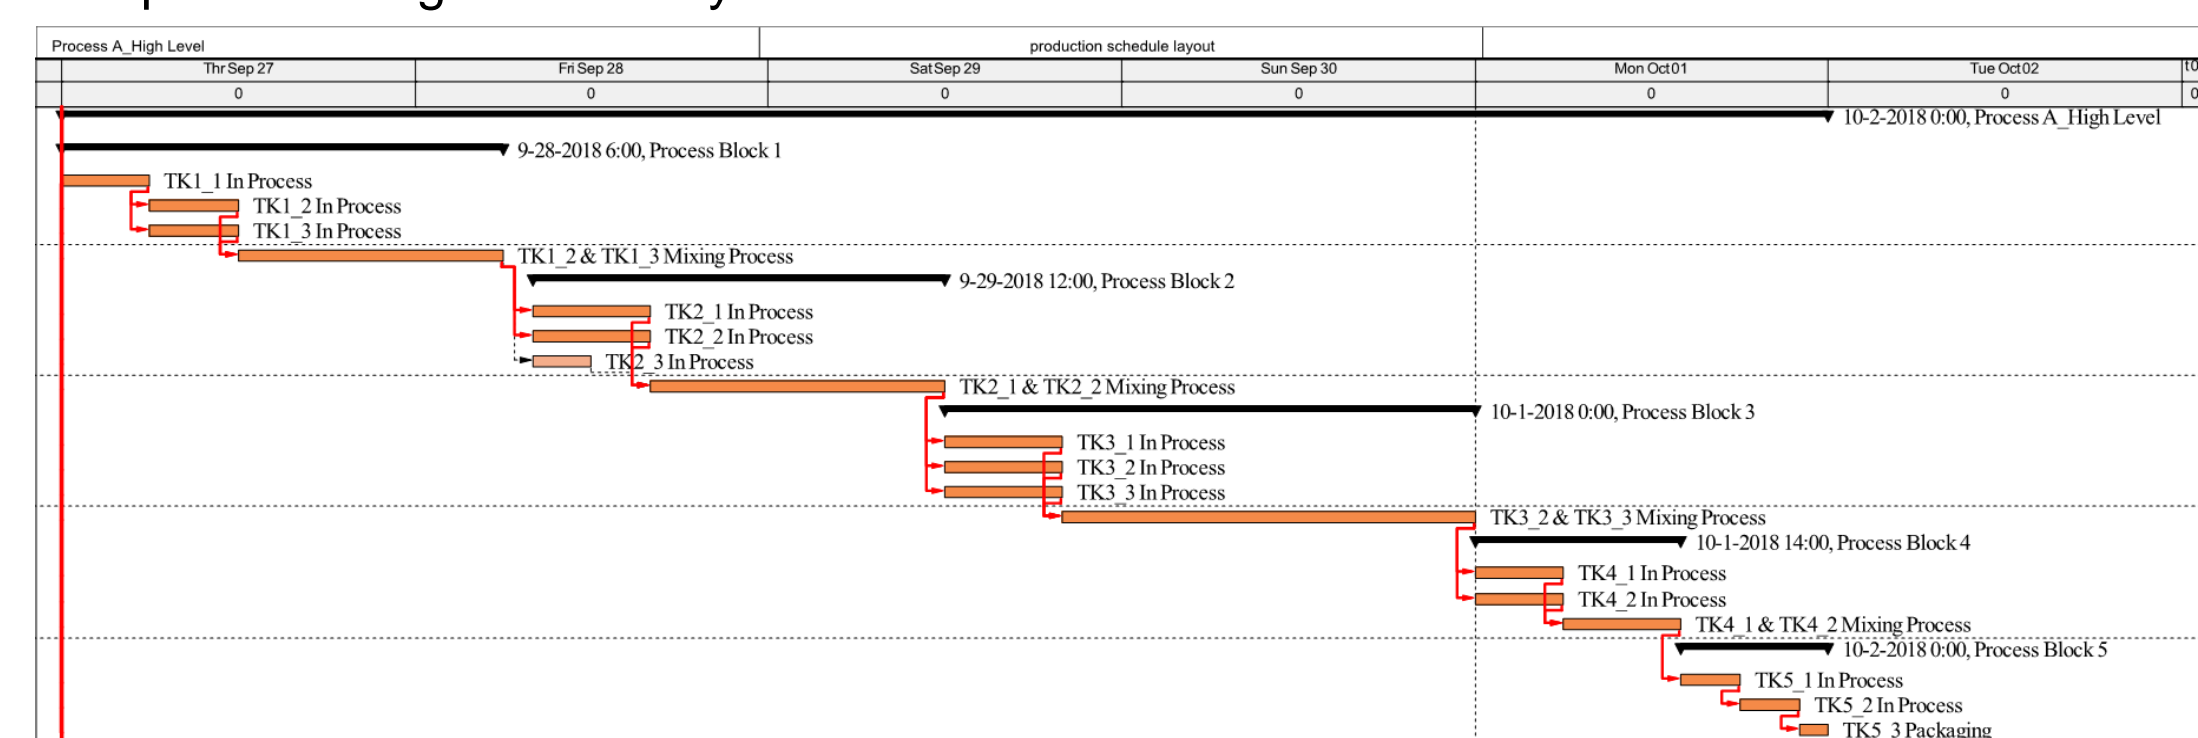 Process A_High Level
production schedule layout
Thr Sep 27
Fri Sep 28
Sat Sep 29
Sun Sep 30
Mon Oct 01
Tue Oct 02
0
0
0
0
0
0
10-2-2018 0:00, Process A_High Level
9-28-2018 6:00, Process Block 1
TK1_1 In Process
TK1_2 In Process
TK1_3 In Process
TK1_2 & TK1_3 Mixing Process
9-29-2018 12:00, Process Block 2
TK2_1 In Process
TK2_2 In Process
TK2_3 In Process
TK2_1 & TK2_2 Mixing Process
10-1-2018 0:00, Process Block 3
TK3_1 In Process
TK3_2 In Process
TK3_3 In Process
TK3_2 & TK3_3 Mixing Process
10-1-2018 14:00, Process Block 4
TK4_1 In Process
TK4_2 In Process
TK4_1 & TK4_2 Mixing Process
10-2-2018 0:00, Process Block 5
TK5_1 In Process
TK5_2 In Process
TK5_3 Packaging